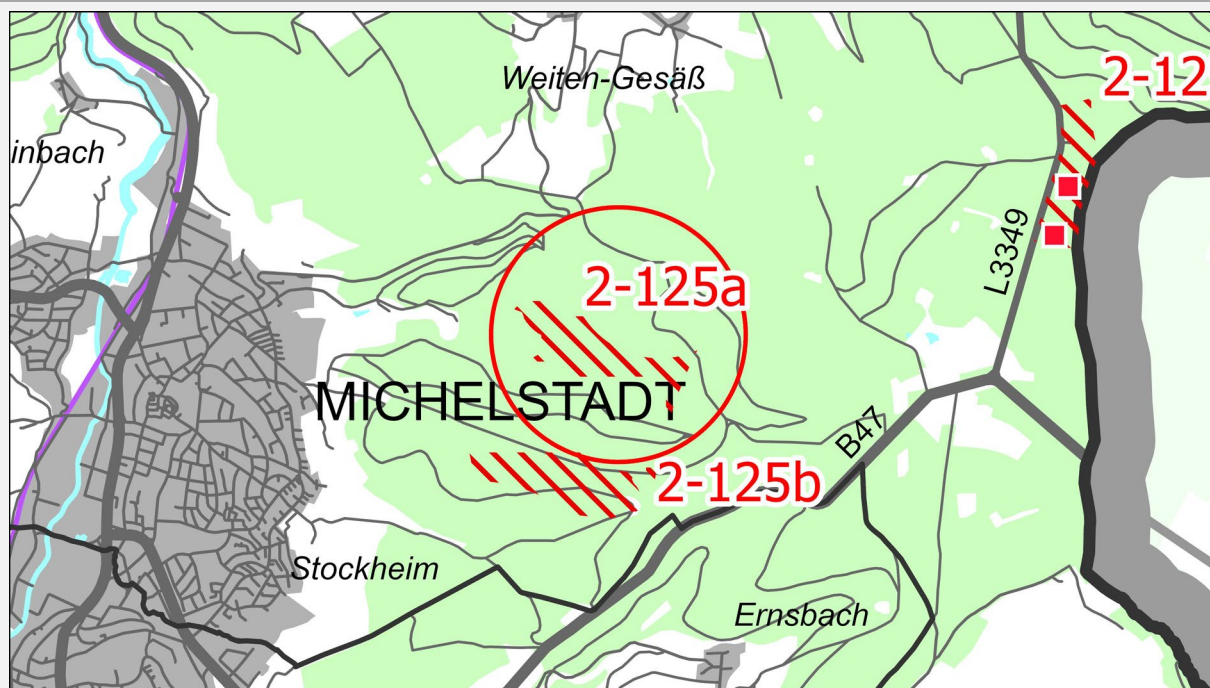 Weiten-Gesäß
2-12
inbach
L3349
2-125a
MICHELSTADT
B47
2-125b
Stockheim
Ernsbach